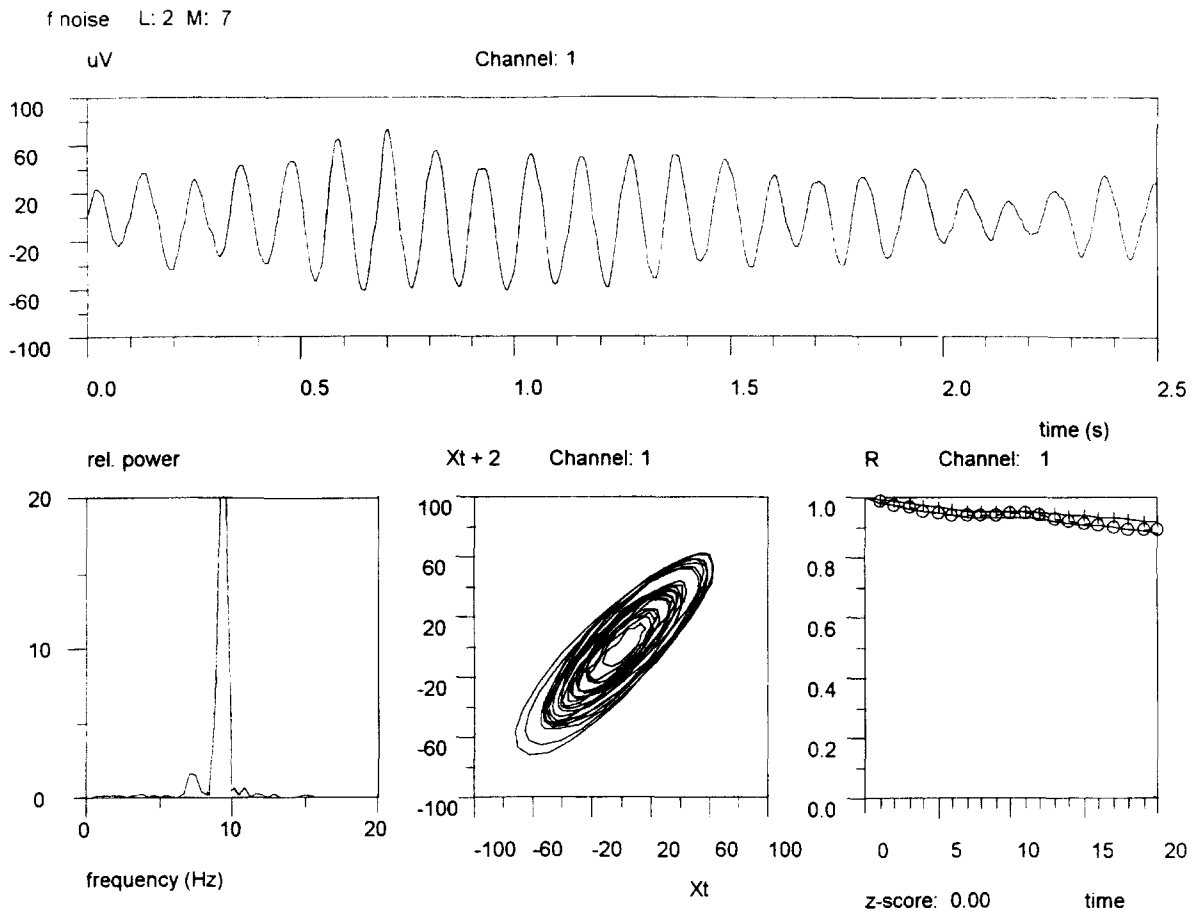 f noise L: 2 M: 7
uV Channel: 1
100
60
20
-20
-60
-100
0.0 0.5 1.0 1.5 2.0 2.5
time (s)
rel. power
20
10
0
0 10 20
frequency (Hz)
Xt + 2 Channel: 1
100
60
20
-20
-60
-100
-100 -60 -20 20 60 100
Xt
R Channel: 1
1.0
0.8
0.6
0.4
0.2
0.0
0 5 10 15 20
z-score: 0.00 time